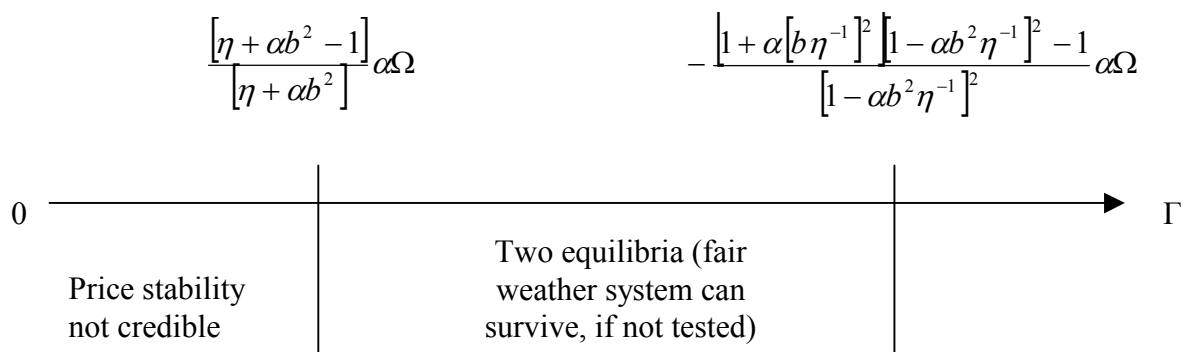 [η + αb² − 1] / [η + αb²] αΩ
− [1 + α[bη⁻¹]²][1 − αb²η⁻¹]² − 1 / [1 − αb²η⁻¹]² αΩ
0
Γ
Price stability
not credible
Two equilibria (fair
weather system can
survive, if not tested)